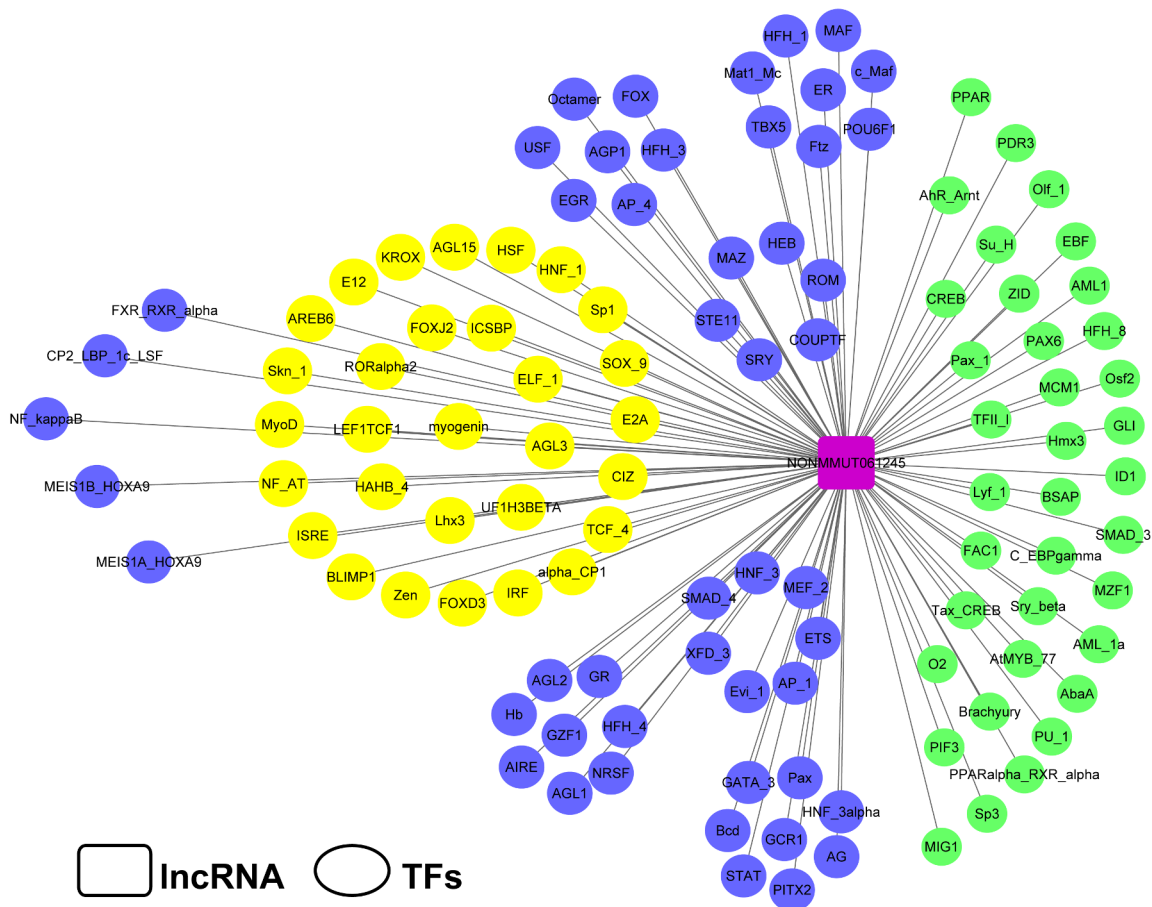 HFH_1
MAF
Mat1_Mc
c_Maf
ER
Octamer
FOX
PPAR
TBX5
POU6F1
USF
AGP1
HFH_3
Ftz
PDR3
EGR
AP_4
AhR_Arnt
Olf_1
KROX
AGL15
HSF
HEB
Su_H
EBF
E12
HNF_1
MAZ
ROM
CREB
ZID
AML1
FXR_RXR_alpha
AREB6
FOXJ2
ICSBP
Sp1
STE11
COUPTF
PAX6
HFH_8
CP2_LBP_1c_LSF
Skn_1
RORalpha2
ELF_1
SOX_9
SRY
Pax_1
MCM1
Osf2
NF_kappaB
MyoD
LEF1TCF1
myogenin
AGL3
E2A
TFII_I
Hmx3
GLI
NONMMUT061245
MEIS1B_HOXA9
NF_AT
HAHB_4
CIZ
Lyf_1
BSAP
ID1
UF1H3BETA
ISRE
Lhx3
TCF_4
SMAD_3
MEIS1A_HOXA9
BLIMP1
alpha_CP1
FAC1
C_EBPgamma
Zen
FOXD3
IRF
HNF_3
MEF_2
MZF1
SMAD_4
Tax_CREB
Sry_beta
XFD_3
ETS
AML_1a
AGL2
GR
Evi_1
AP_1
O2
AtMYB_77
AbaA
Hb
GZF1
HFH_4
Brachyury
PU_1
AIRE
NRSF
PIF3
AGL1
GATA_3
Pax
PPARalpha_RXR_alpha
HNF_3alpha
Sp3
Bcd
GCR1
AG
MIG1
STAT
PITX2
lncRNA
TFs